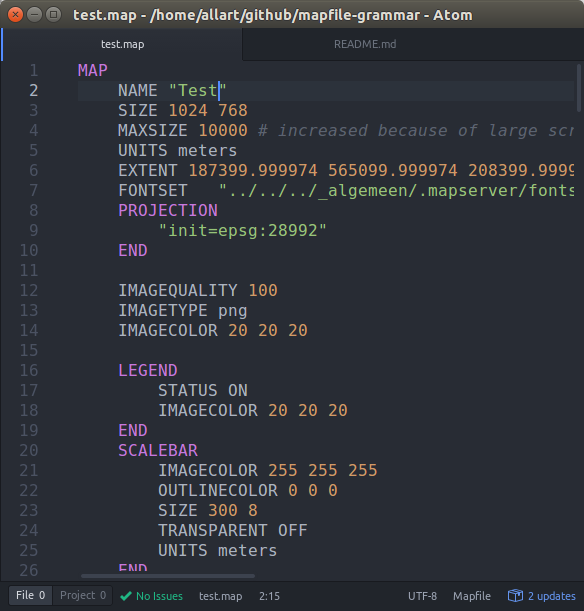 test.map - /home/allart/github/mapfile-grammar - Atom
test.map README.md
1 MAP
2 NAME "Test"
3 SIZE 1024 768
4 MAXSIZE 10000 # increased because of large scr
5 UNITS meters
6 EXTENT 187399.999974 565099.999974 208399.9999
7 FONTSET "../../../_algemeen/.mapserver/fonts
8 PROJECTION
9 "init=epsg:28992"
10 END
11
12 IMAGEQUALITY 100
13 IMAGETYPE png
14 IMAGECOLOR 20 20 20
15
16 LEGEND
17 STATUS ON
18 IMAGECOLOR 20 20 20
19 END
20 SCALEBAR
21 IMAGECOLOR 255 255 255
22 OUTLINECOLOR 0 0 0
23 SIZE 300 8
24 TRANSPARENT OFF
25 UNITS meters
26 END
File 0 Project 0 No Issues test.map 2:15 UTF-8 Mapfile 2 updates